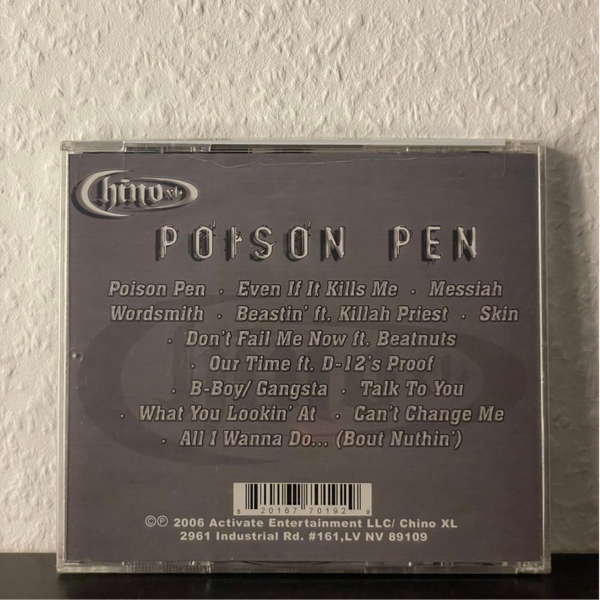 Chino XL
POISON PEN
Poison Pen · Even If It Kills Me · Messiah
Wordsmith · Beastin' ft. Killah Priest · Skin
· Don't Fail Me Now ft. Beatnuts
· Our Time ft. D-12's Proof
· B-Boy/ Gangsta · Talk To You
· What You Lookin' At · Can't Change Me
· All I Wanna Do... (Bout Nuthin')
8 20167 70192 9
©℗ 2006 Activate Entertainment LLC/ Chino XL
2961 Industrial Rd. #161,LV NV 89109